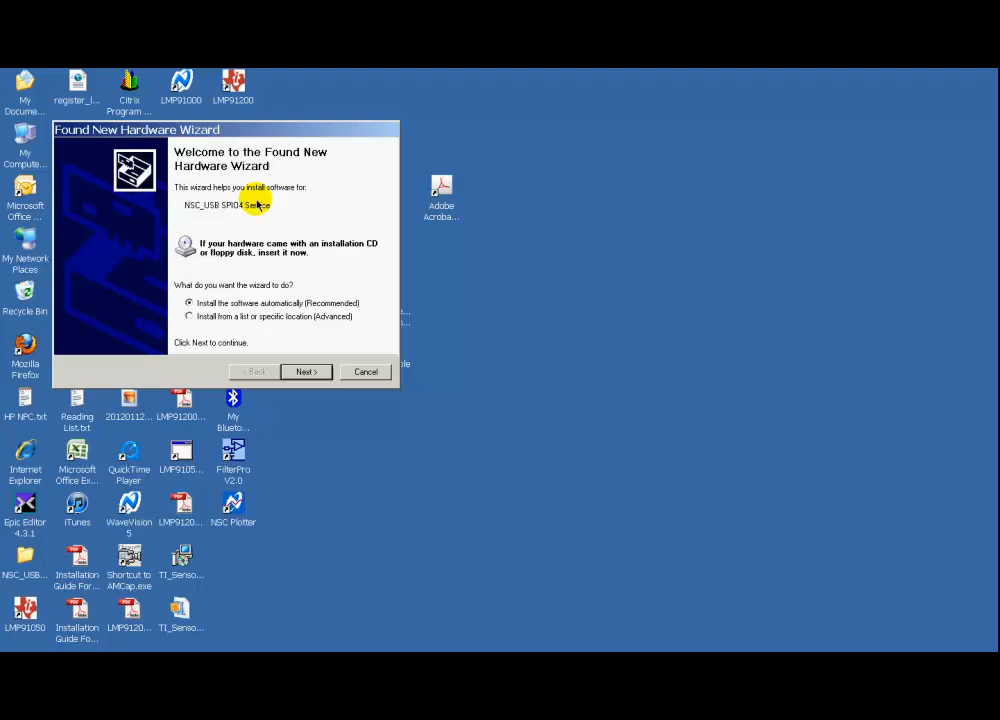 My
Docume...
register_l...
Citrix
Program ...
LMP91000
LMP91200
Found New Hardware Wizard
Welcome to the Found New
Hardware Wizard
This wizard helps you install software for:
NSC_USB SPIO4 Service
If your hardware came with an installation CD
or floppy disk, insert it now.
What do you want the wizard to do?
Install the software automatically (Recommended)
Install from a list or specific location (Advanced)
Click Next to continue.
< Back
Next >
Cancel
My
Compute...
Microsoft
Office ...
My Network
Places
Recycle Bin
Mozilla
Firefox
Adobe
Acroba...
HP NPC.txt
Reading
List.txt
20120112...
LMP91200...
My
Blueto...
Internet
Explorer
Microsoft
Office Ex...
QuickTime
Player
LMP9105...
FilterPro
V2.0
Epic Editor
4.3.1
iTunes
WaveVision
5
LMP9120...
NSC Plotter
NSC_USB...
Installation
Guide For...
Shortcut to
AMCap.exe
TI_Senso...
LMP91050
Installation
Guide Fo...
LMP9120...
TI_Senso...